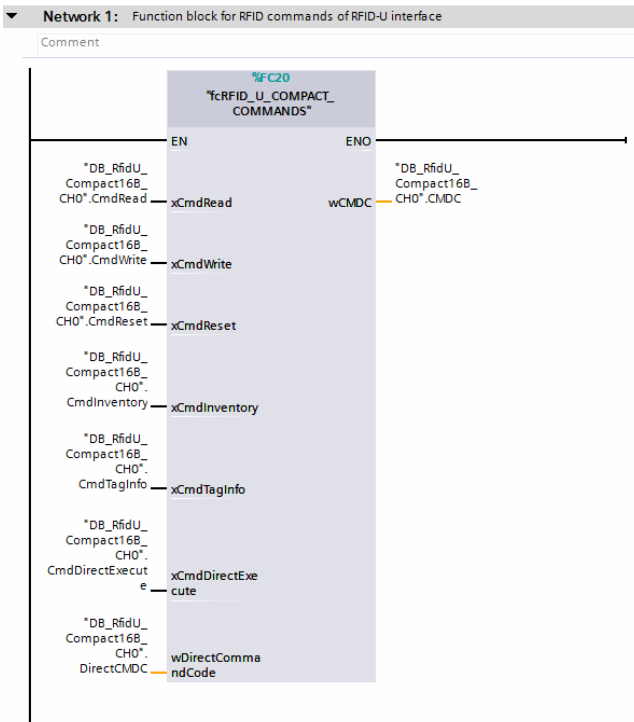 Network 1: Function block for RFID commands of RFID-U interface
Comment
%FC20
"fcRFID_U_COMPACT_
COMMANDS"
EN
ENO
"DB_RfidU_
Compact16B_
CH0".CmdRead
xCmdRead
wCMDC
"DB_RfidU_
Compact16B_
CH0".CMDC
"DB_RfidU_
Compact16B_
CH0".CmdWrite
xCmdWrite
"DB_RfidU_
Compact16B_
CH0".CmdReset
xCmdReset
"DB_RfidU_
Compact16B_
CH0".
CmdInventory
xCmdInventory
"DB_RfidU_
Compact16B_
CH0".
CmdTagInfo
xCmdTagInfo
"DB_RfidU_
Compact16B_
CH0".
CmdDirectExecut
e
xCmdDirectExe
cute
"DB_RfidU_
Compact16B_
CH0".
DirectCMDC
wDirectComma
ndCode